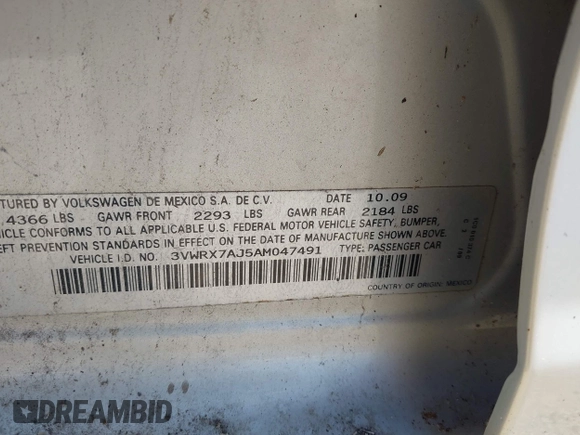 TURED BY VOLKSWAGEN DE MEXICO S.A. DE C.V. DATE 10.09
4366 LBS GAWR FRONT 2293 LBS GAWR REAR 2184 LBS
HICLE CONFORMS TO ALL APPLICABLE U.S. FEDERAL MOTOR VEHICLE SAFETY, BUMPER,
EFT PREVENTION STANDARDS IN EFFECT ON THE DATE OF MANUFACTURE SHOWN ABOVE.
VEHICLE I.D. NO. 3VWRX7AJ5AM047491 TYPE: PASSENGER CAR
COUNTRY OF ORIGIN: MEXICO
DREAMBID